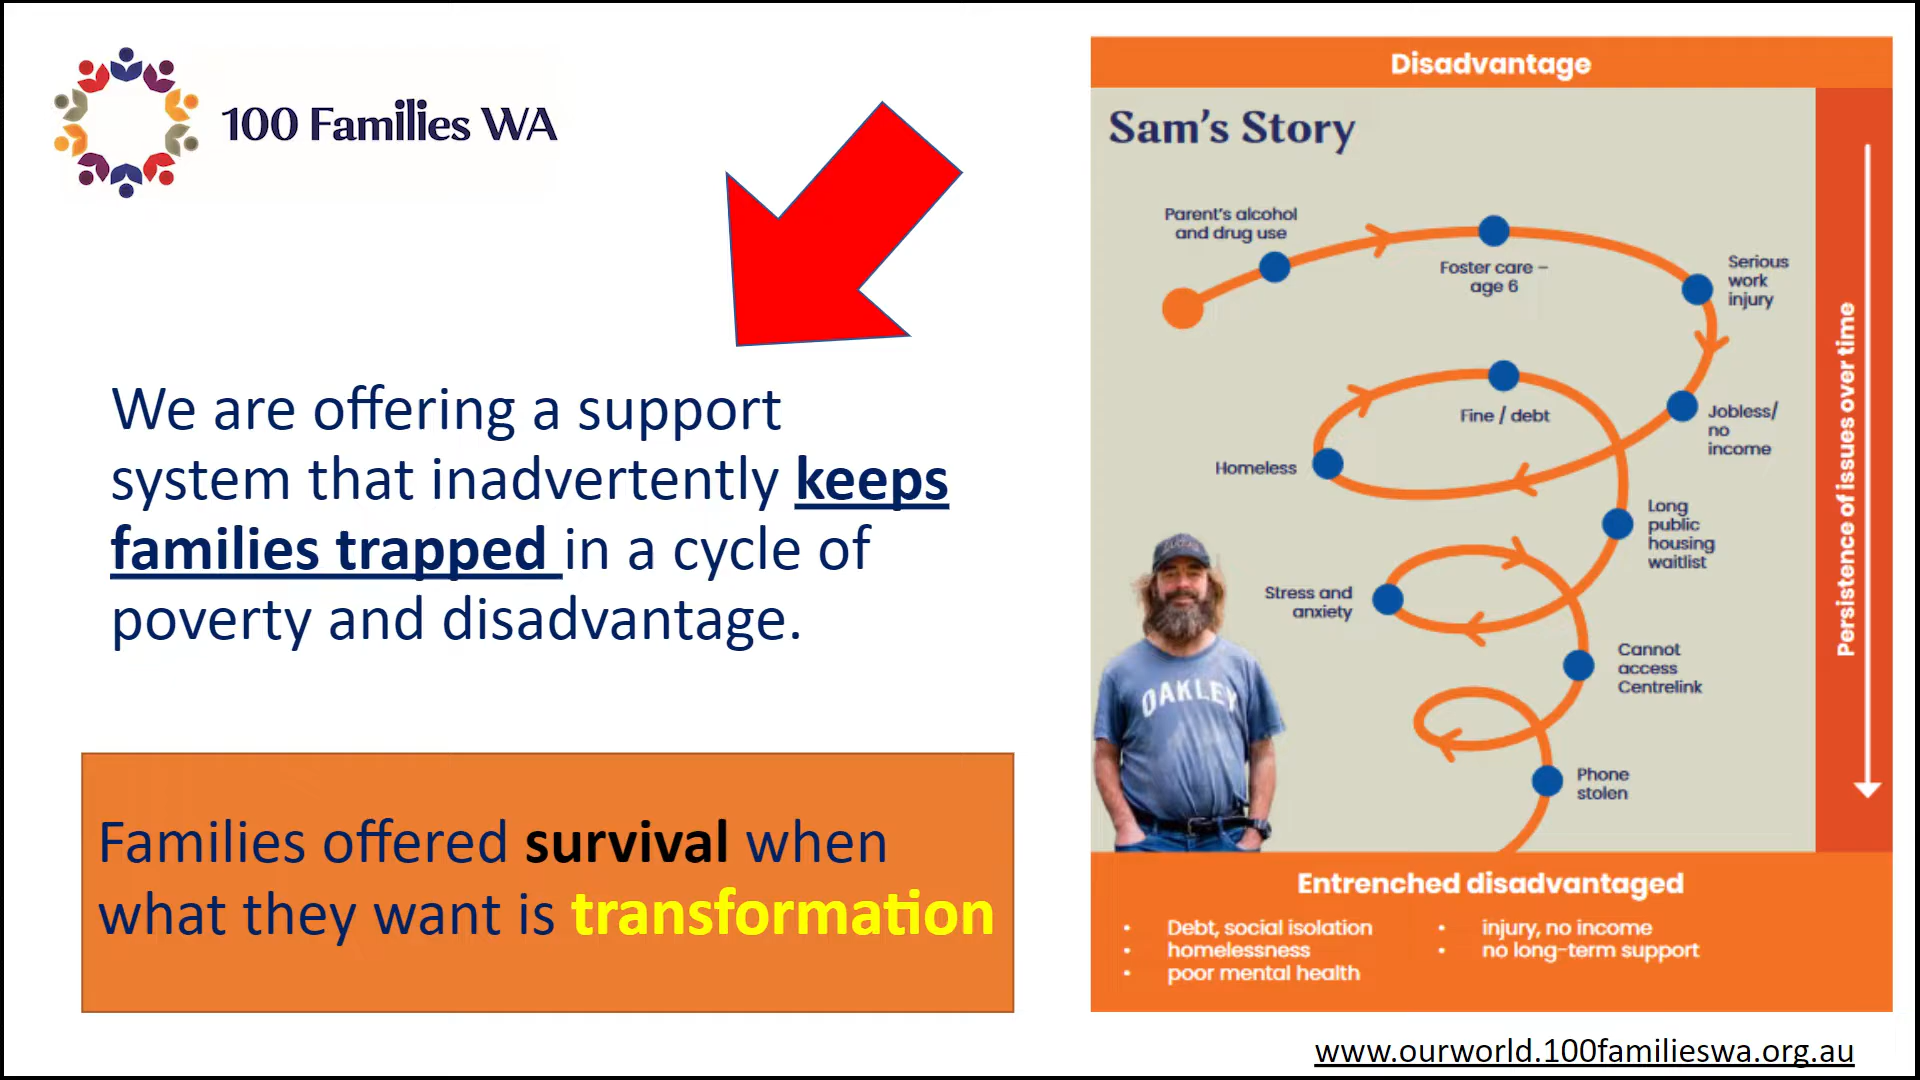 100 Families WA
We are offering a support
system that inadvertently keeps
families trapped in a cycle of
poverty and disadvantage.
Families offered survival when
what they want is transformation
Disadvantage
Sam's Story
Parent's alcohol
and drug use
Foster care –
age 6
Serious
work
injury
Jobless/
no
income
Fine / debt
Homeless
Long
public
housing
waitlist
Stress and
anxiety
Cannot
access
Centrelink
Phone
stolen
OAKLEY
Persistence of issues over time
Entrenched disadvantaged
• Debt, social isolation
• homelessness
• poor mental health
• injury, no income
• no long-term support
www.ourworld.100familieswa.org.au